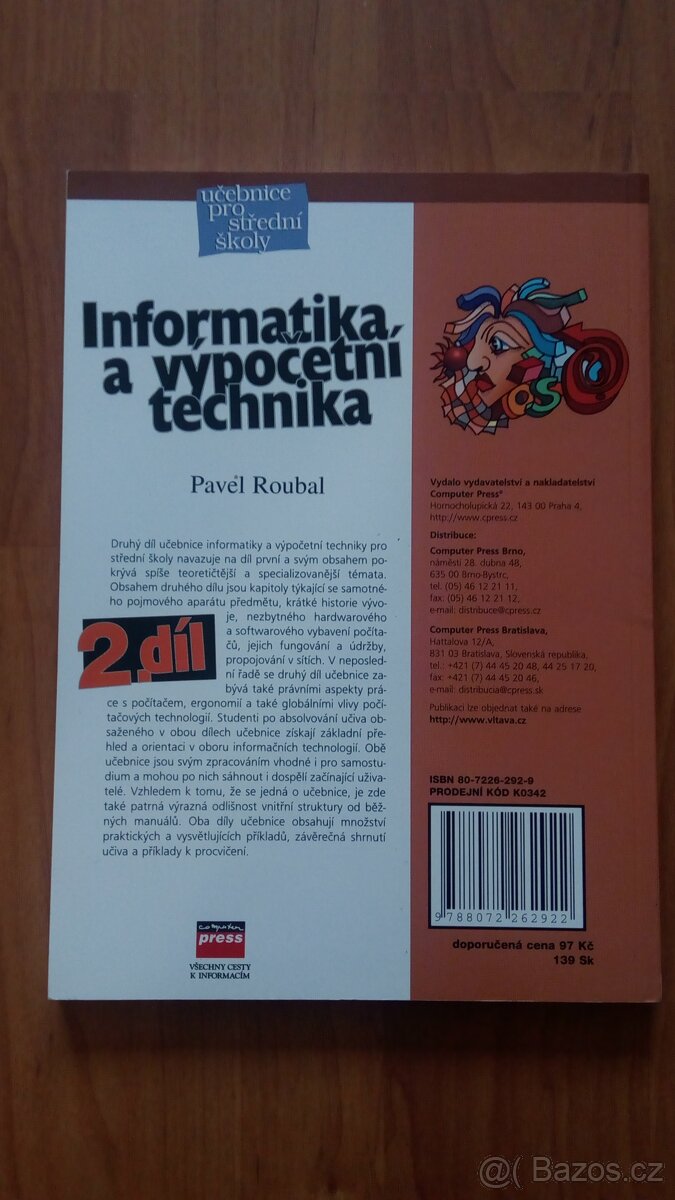 učebnice
pro
střední
školy
Informatika
a výpočetní
technika
Pavel Roubal
Druhý díl učebnice informatiky a výpočetní techniky pro
střední školy navazuje na díl první a svým obsahem po-
krývá spíše teoretičtější a specializovanější témata.
Obsahem druhého dílu jsou kapitoly týkající se samotné-
ho pojmového aparátu předmětu, krátké historie vývo-
je, nezbytného hardwarového
a softwarového vybavení počíta-
čů, jejich fungování a údržby,
propojování v sítích. V neposled-
ní řadě se druhý díl učebnice za-
bývá také právními aspekty prá-
ce s počítačem, ergonomií a také globálními vlivy počí-
tačových technologií. Studenti po absolvování učiva ob-
saženého v obou dílech učebnice získají základní pře-
hled a orientaci v oboru informačních technologií. Obě
učebnice jsou svým zpracováním vhodné i pro samostu-
dium a mohou po nich sáhnout i dospělí začínající uživa-
telé. Vzhledem k tomu, že se jedná o učebnice, je zde
také patrná výrazná odlišnost vnitřní struktury od běž-
ných manuálů. Oba díly učebnice obsahují množství
praktických a vysvětlujících příkladů, závěrečná shrnutí
učiva a příklady k procvičení.
2. díl
computer
press
VŠECHNY CESTY
K INFORMACÍM
Vydalo vydavatelství a nakladatelství
Computer Press®
Hornocholupická 22, 143 00 Praha 4,
http://www.cpress.cz
Distribuce:
Computer Press Brno,
náměstí 28. dubna 48,
635 00 Brno-Bystrc,
tel.: (05) 46 12 21 11,
fax: (05) 46 12 21 12,
e-mail: distribuce@cpress.cz
Computer Press Bratislava,
Hattalova 12/A,
831 03 Bratislava, Slovenská republika,
tel.: +421 (7) 44 45 20 48, 44 25 17 20,
fax: +421 (7) 44 45 20 46,
e-mail: distribucia@cpress.sk
Publikaci lze objednat také na adrese
http://www.vltava.cz
ISBN 80-7226-292-9
PRODEJNÍ KÓD K0342
9 788072 262922
doporučená cena 97 Kč
139 Sk
@( Bazos.cz